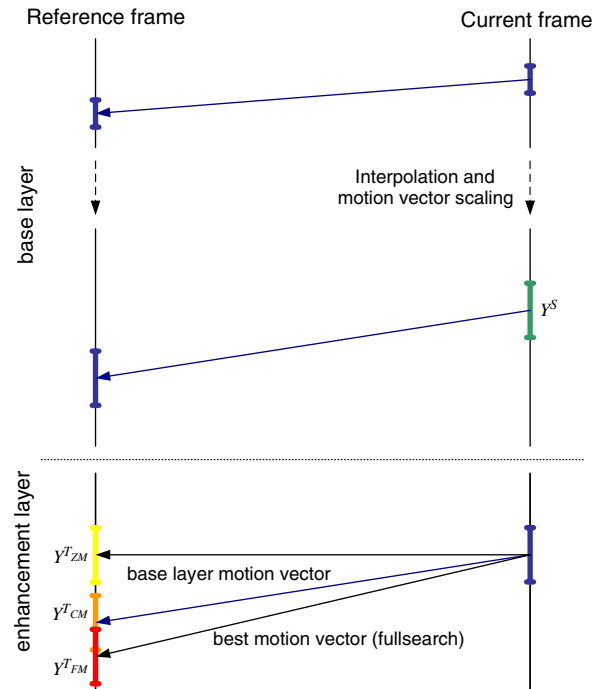 Reference frame
Current frame
base layer
Interpolation and
motion vector scaling
Y^S
enhancement layer
Y^T_ZM
base layer motion vector
Y^T_CM
best motion vector (fullsearch)
Y^T_FM